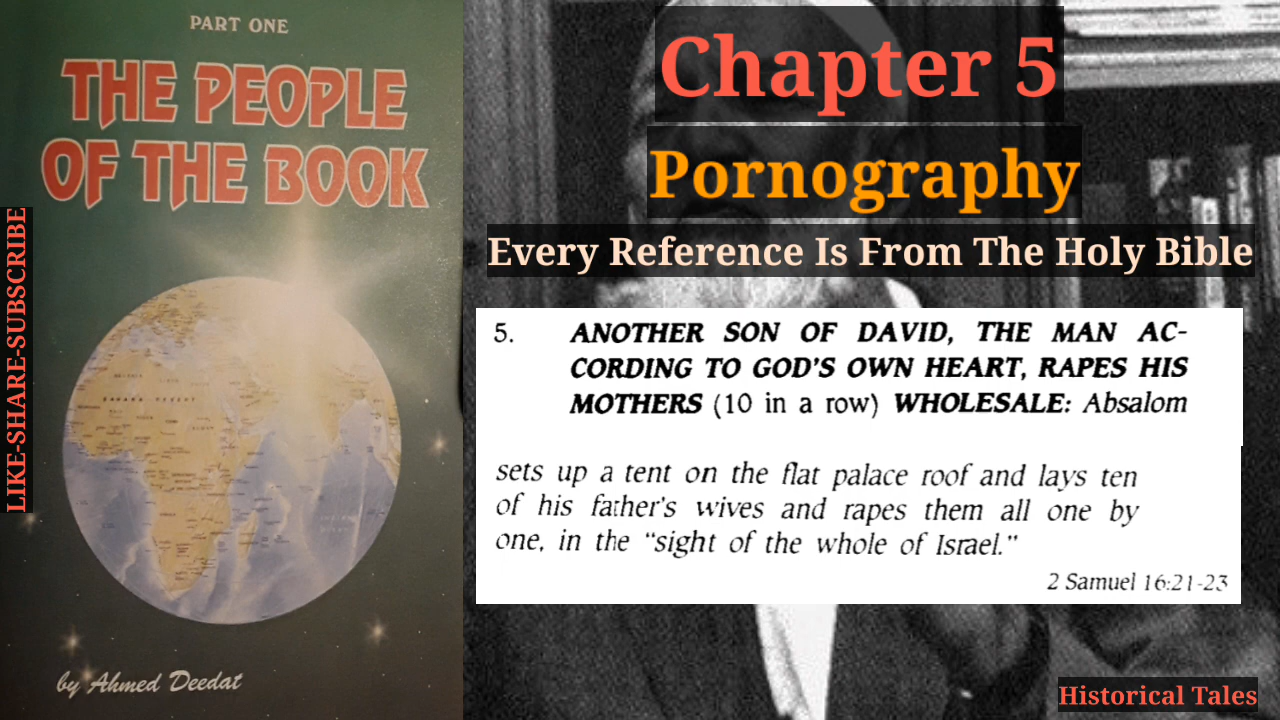 PART ONE
THE PEOPLE
OF THE BOOK
LIKE-SHARE-SUBSCRIBE
by Ahmed Deedat
Chapter 5
Pornography
Every Reference Is From The Holy Bible
5. ANOTHER SON OF DAVID, THE MAN AC-
CORDING TO GOD'S OWN HEART, RAPES HIS
MOTHERS (10 in a row) WHOLESALE: Absalom
sets up a tent on the flat palace roof and lays ten
of his father's wives and rapes them all one by
one, in the "sight of the whole of Israel."
2 Samuel 16:21-23
Historical Tales